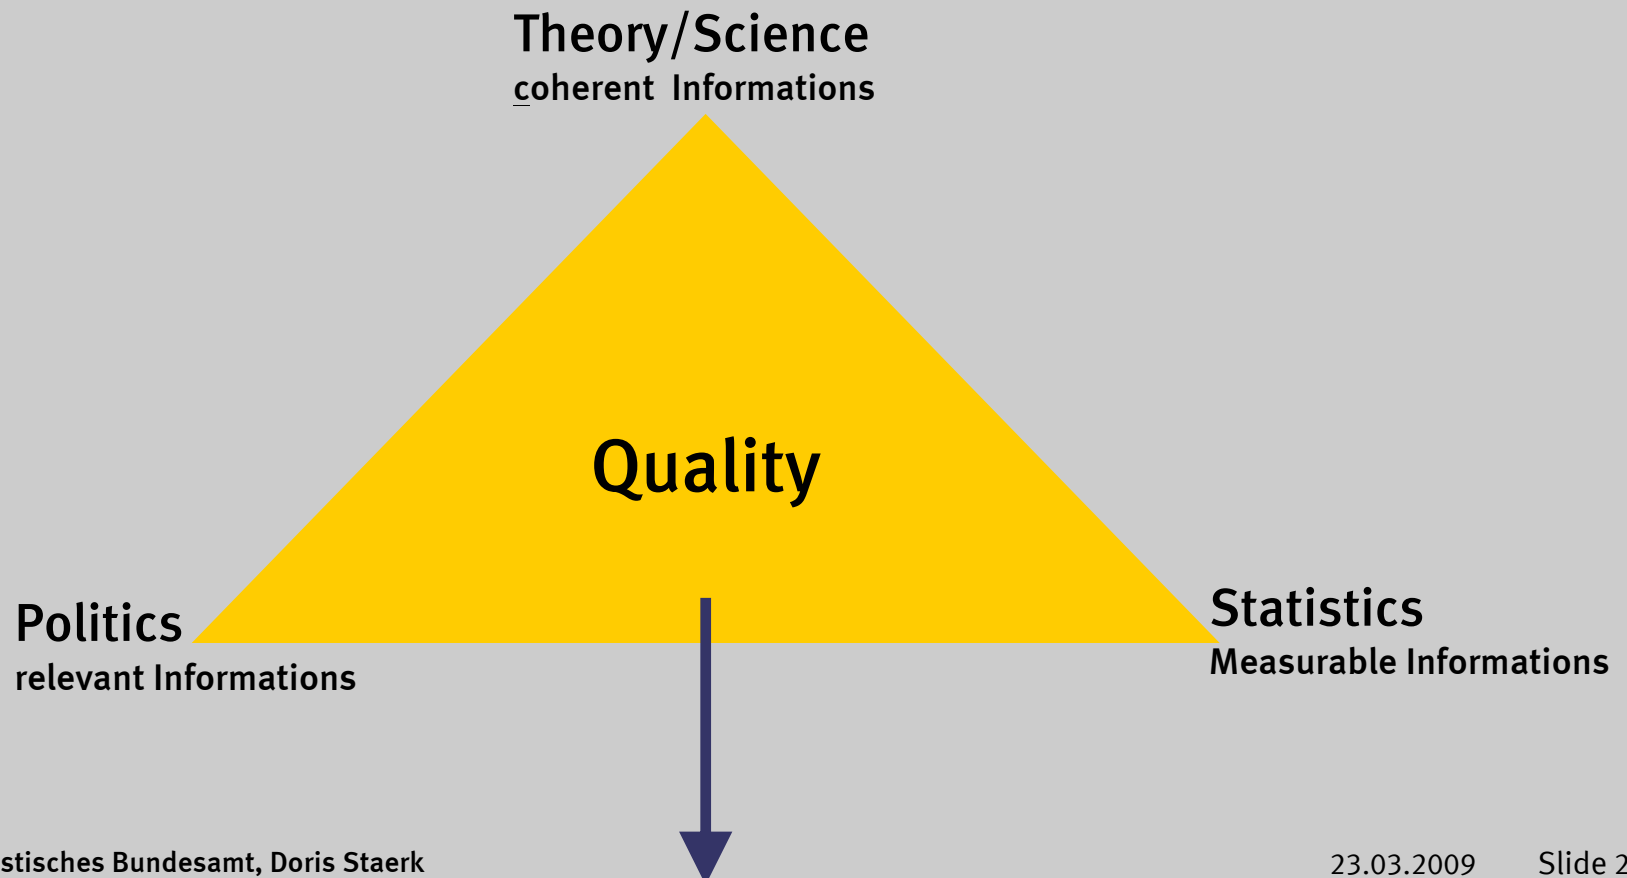 Theory/Science
coherent Informations
Quality
Politics
relevant Informations
Statistics
Measurable Informations
stisches Bundesamt, Doris Staerk
23.03.2009 Slide 2